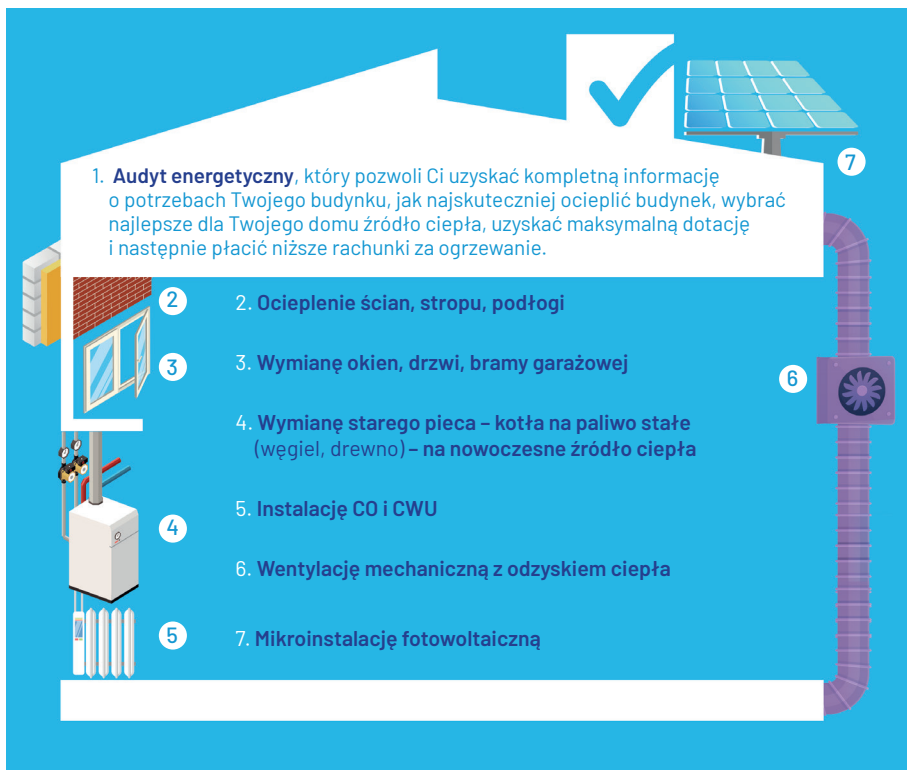 1. Audyt energetyczny, który pozwoli Ci uzyskać kompletną informację
o potrzebach Twojego budynku, jak najskuteczniej ocieplić budynek, wybrać
najlepsze dla Twojego domu źródło ciepła, uzyskać maksymalną dotację
i następnie płacić niższe rachunki za ogrzewanie.
7
2
2. Ocieplenie ścian, stropu, podłogi
3
3. Wymianę okien, drzwi, bramy garażowej
6
4. Wymianę starego pieca – kotła na paliwo stałe
(węgiel, drewno) – na nowoczesne źródło ciepła
4
5. Instalację CO i CWU
6. Wentylację mechaniczną z odzyskiem ciepła
5
7. Mikroinstalację fotowoltaiczną